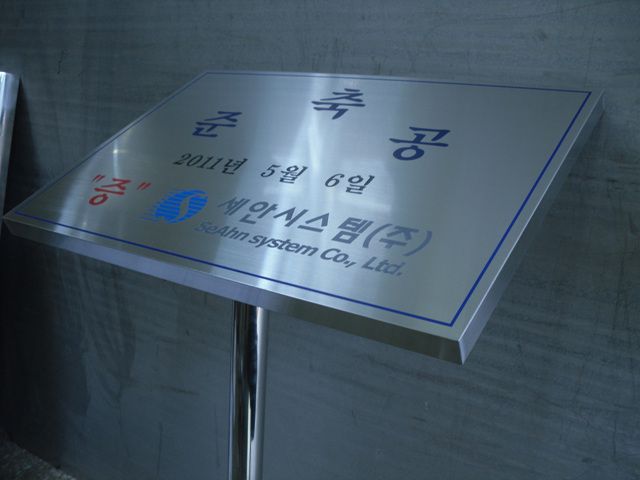 축
준 공
2011년 5월 6일
"증" 세안시스템(주)
SeAhn system Co., Ltd.